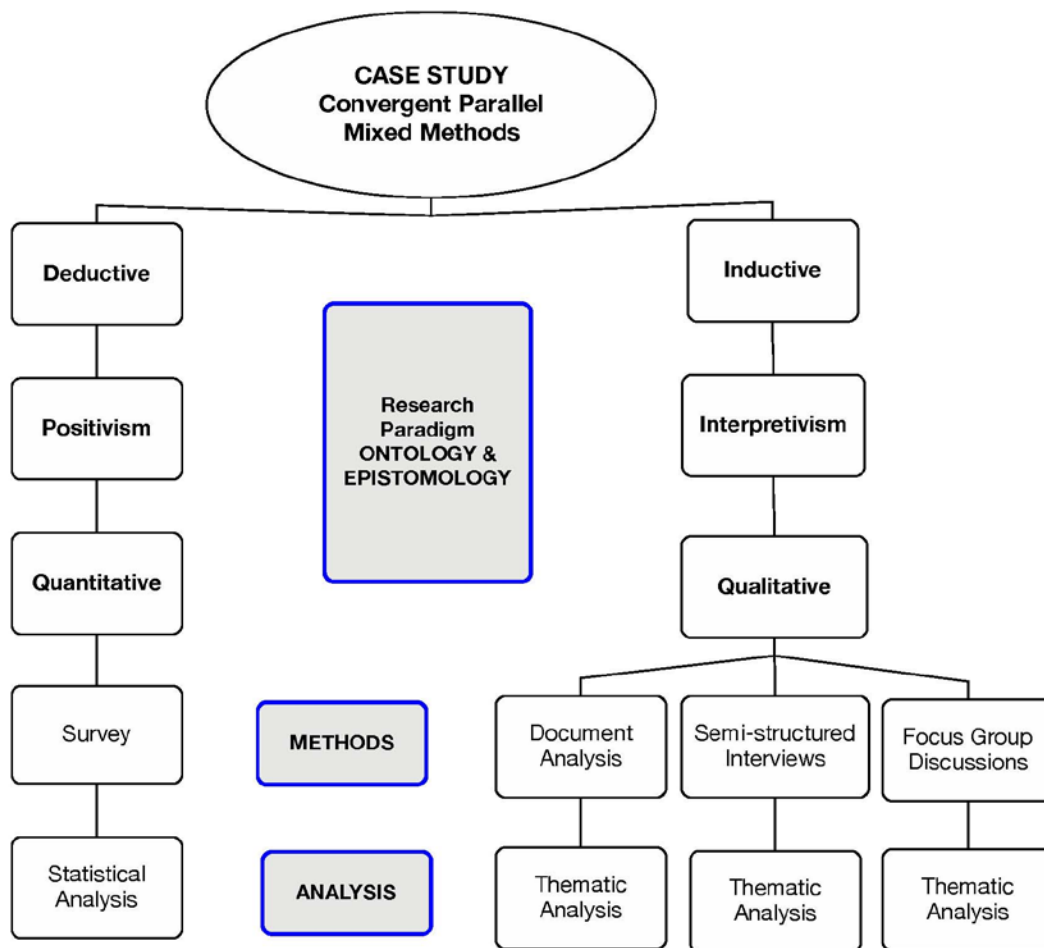 CASE STUDY
Convergent Parallel
Mixed Methods
Deductive
Inductive
Research
Paradigm
ONTOLOGY &
EPISTOMOLOGY
Positivism
Interpretivism
Quantitative
Qualitative
Survey
METHODS
Document
Analysis
Semi-structured
Interviews
Focus Group
Discussions
Statistical
Analysis
ANALYSIS
Thematic
Analysis
Thematic
Analysis
Thematic
Analysis